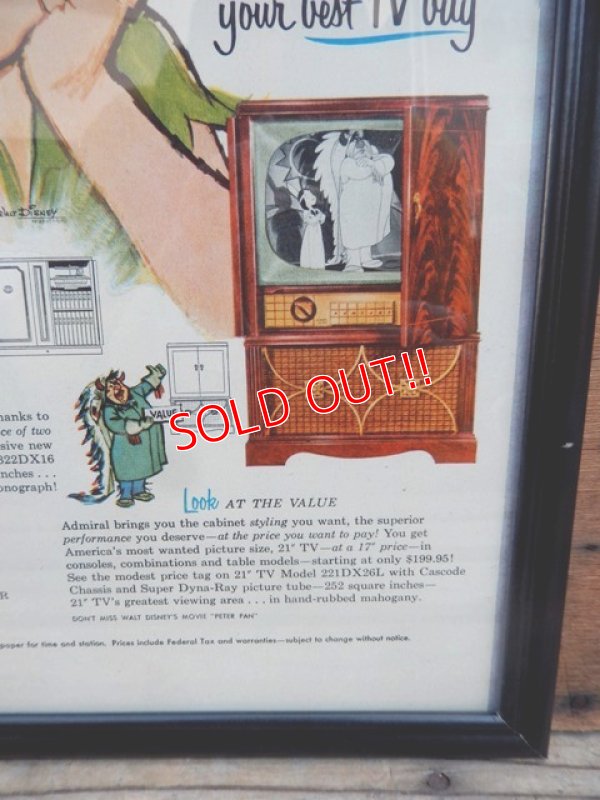 your best TV buy
Walt Disney
VALUE
SOLD OUT!!
hanks to
ce of two
sive new
322DX16
nches . . .
onograph!
Look AT THE VALUE
Admiral brings you the cabinet styling you want, the superior
performance you deserve—at the price you want to pay! You get
America's most wanted picture size, 21" TV—at a 17" price—in
consoles, combinations and table models—starting at only $199.95!
See the modest price tag on 21" TV Model 221DX26L with Cascode
Chassis and Super Dyna-Ray picture tube—252 square inches—
21" TV's greatest viewing area . . . in hand-rubbed mahogany.
R
DON'T MISS WALT DISNEY'S MOVIE "PETER PAN"
paper for time and station. Prices include Federal Tax and warranties—subject to change without notice.